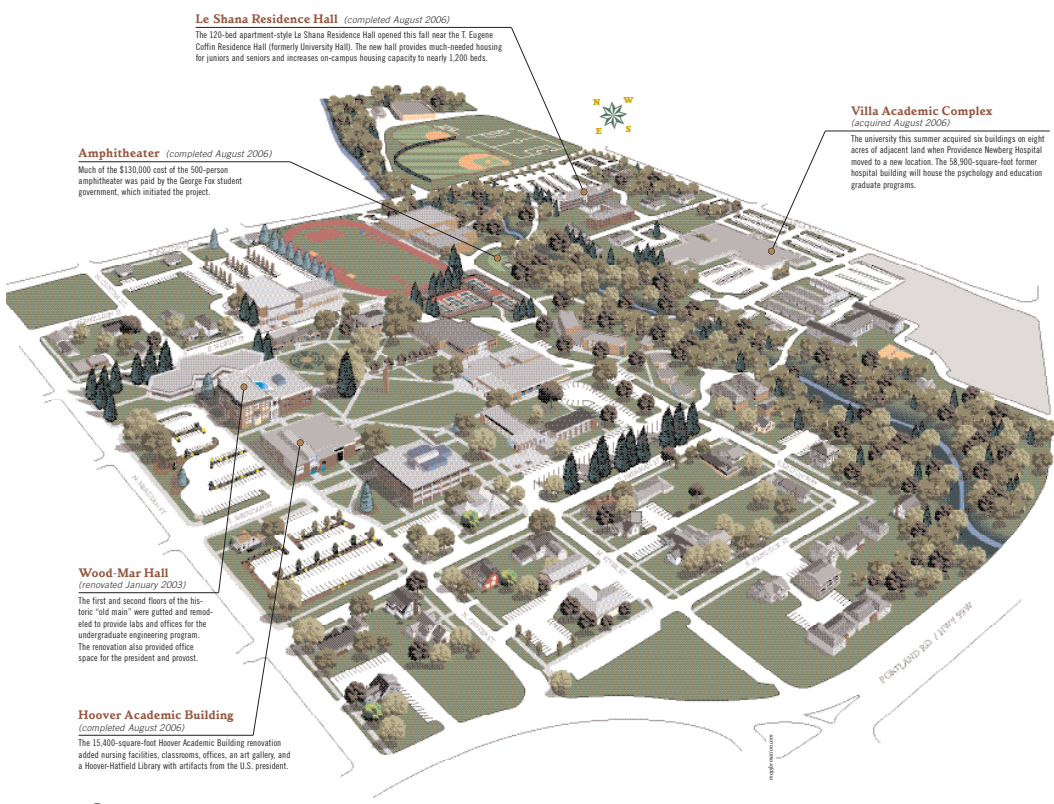 Le Shana Residence Hall (completed August 2006)
The 120-bed apartment-style Le Shana Residence Hall opened this fall near the T. Eugene
Coffin Residence Hall (formerly University Hall). The new hall provides much-needed housing
for juniors and seniors and increases on-campus housing capacity to nearly 1,200 beds.
N
W
E
S
Villa Academic Complex
(acquired August 2006)
The university this summer acquired six buildings on eight
acres of adjacent land when Providence Newberg Hospital
moved to a new location. The 58,900-square-foot former
hospital building will house the psychology and education
graduate programs.
Amphitheater (completed August 2006)
Much of the $130,000 cost of the 500-person
amphitheater was paid by the George Fox student
government, which initiated the project.
Wood-Mar Hall
(renovated January 2003)
The first and second floors of the his-
toric “old main” were gutted and remod-
eled to provide labs and offices for the
undergraduate engineering program.
The renovation also provided office
space for the president and provost.
Hoover Academic Building
(completed August 2006)
The 15,400-square-foot Hoover Academic Building renovation
added nursing facilities, classrooms, offices, an art gallery, and
a Hoover-Hatfield Library with artifacts from the U.S. president.
N. MERIDIAN ST.
PORTLAND RD. / HWY 99W
mapformation.com